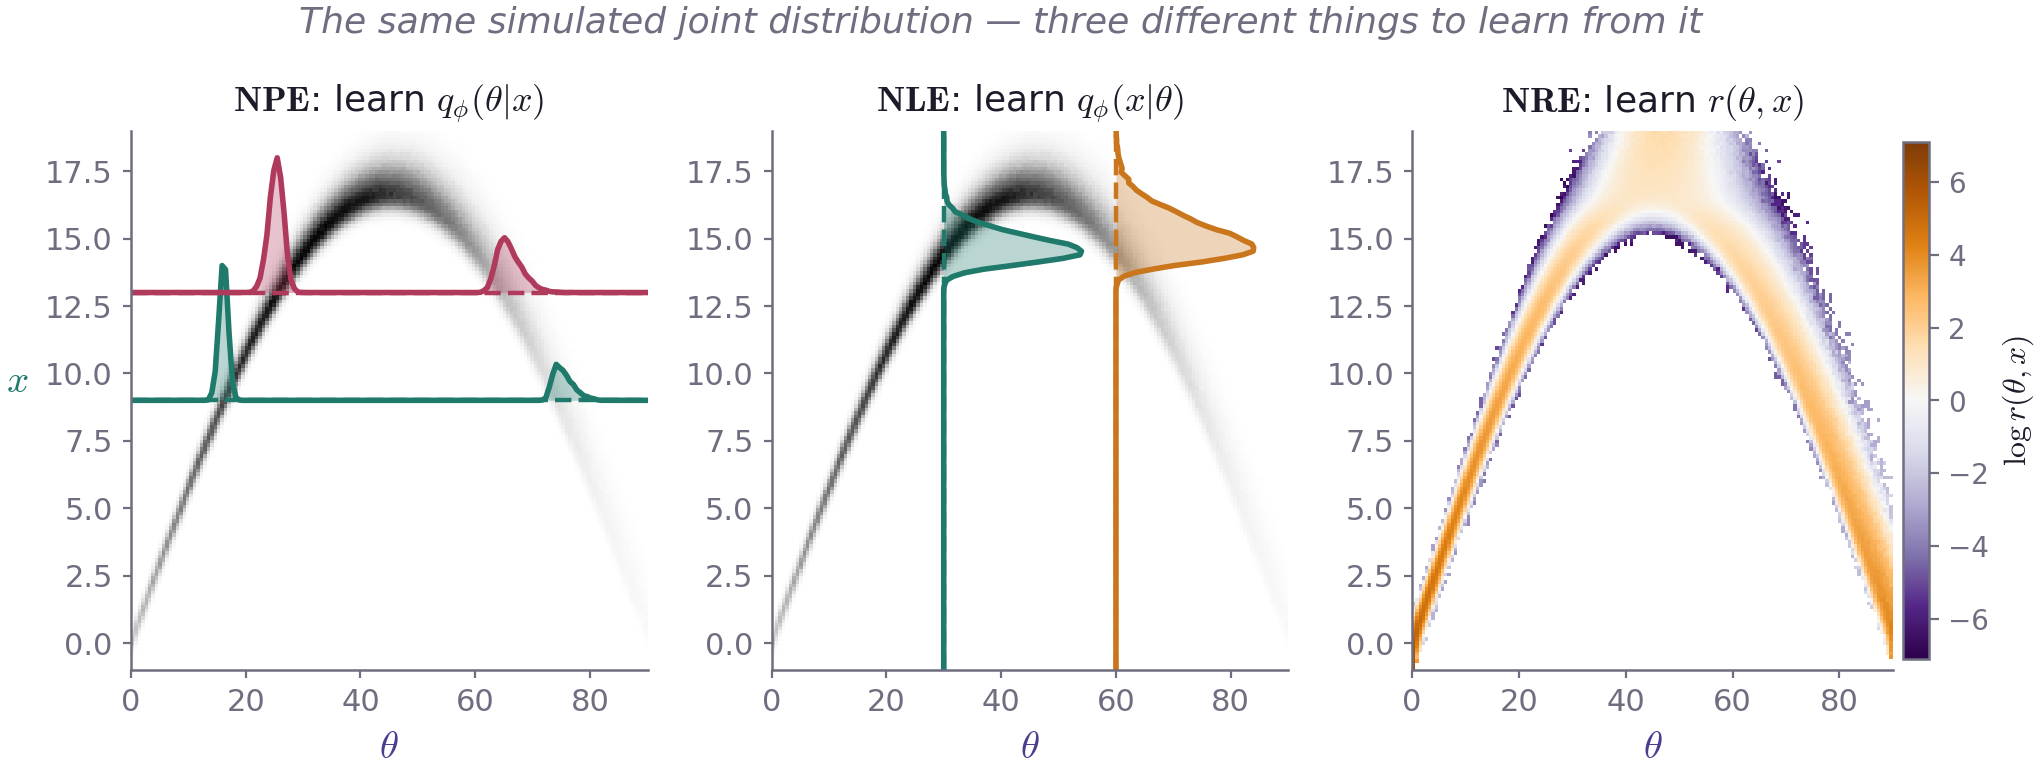 The same simulated joint distribution — three different things to learn from it
NPE: learn qϕ(θ|x)
17.5
15.0
12.5
10.0
7.5
5.0
2.5
0.0
x
0 20 40 60 80
θ
NLE: learn qϕ(x|θ)
17.5
15.0
12.5
10.0
7.5
5.0
2.5
0.0
0 20 40 60 80
θ
NRE: learn r(θ, x)
17.5
15.0
12.5
10.0
7.5
5.0
2.5
0.0
0 20 40 60 80
θ
6
4
2
0
−2
−4
−6
log r(θ, x)